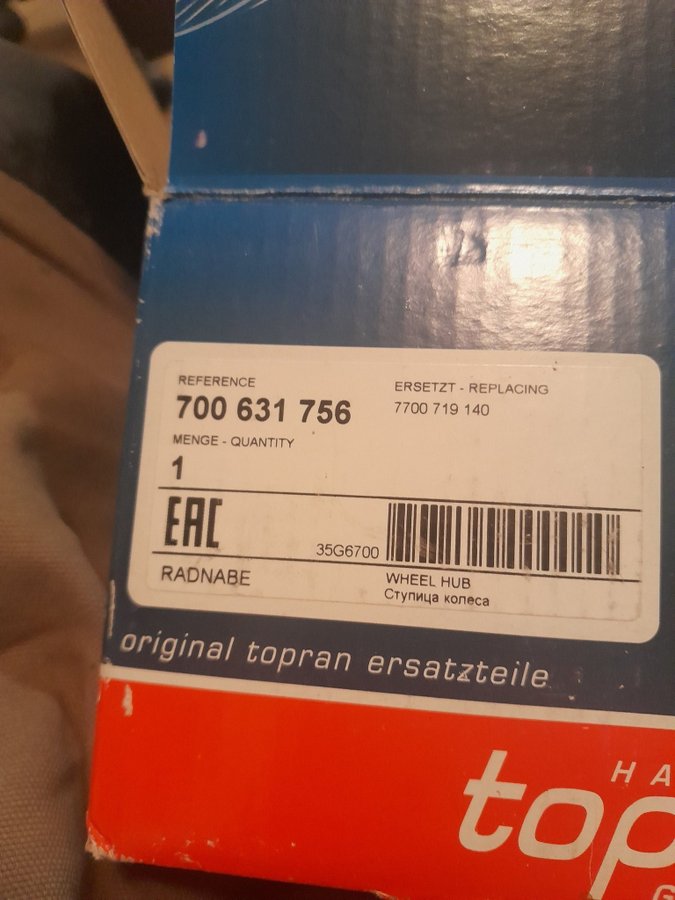 REFERENCE
700 631 756
ERSETZT - REPLACING
7700 719 140
MENGE - QUANTITY
1
EAC
35G6700
RADNABE
WHEEL HUB
Ступица колеса
original topran ersatzteile
HA
top
G